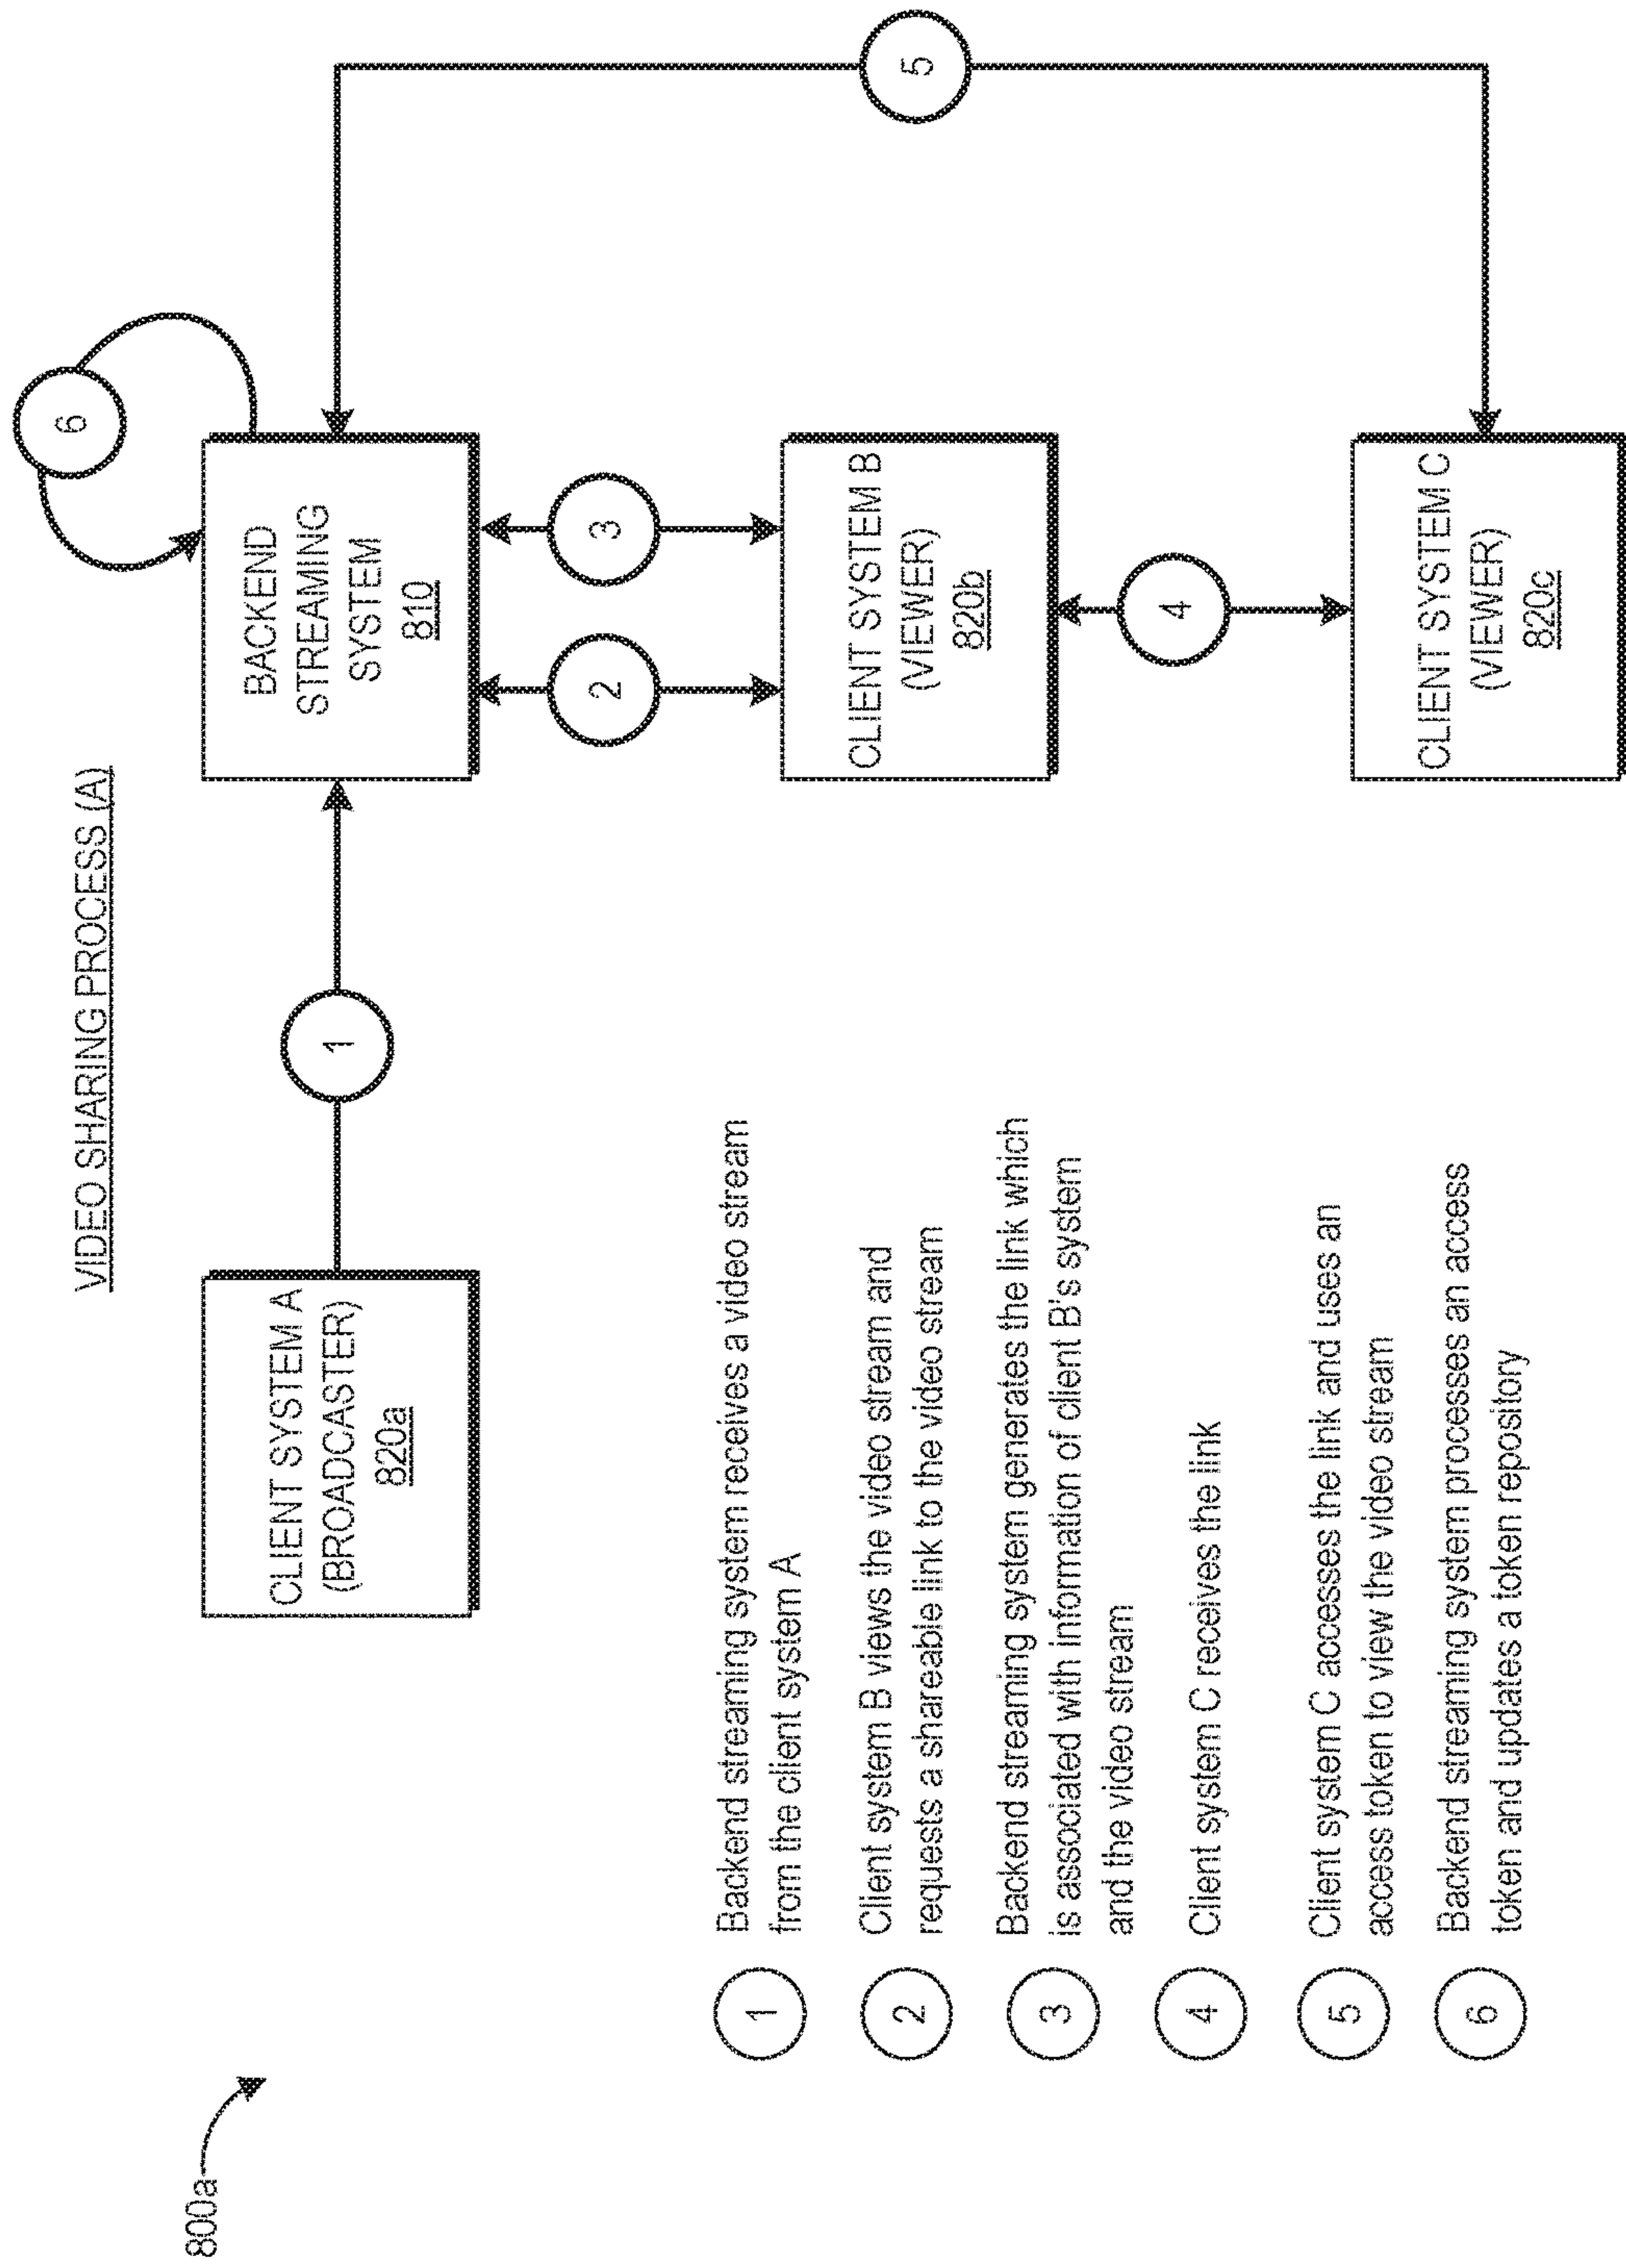 800a
VIDEO SHARING PROCESS (A)
CLIENT SYSTEM A
(BROADCASTER)
820a
1
BACKEND
STREAMING
SYSTEM
810
6
2
3
5
CLIENT SYSTEM B
(VIEWER)
820b
4
CLIENT SYSTEM C
(VIEWER)
820c
1 Backend streaming system receives a video stream
from the client system A
2 Client system B views the video stream and
requests a shareable link to the video stream
3 Backend streaming system generates the link which
is associated with information of client B's system
and the video stream
4 Client system C receives the link
5 Client system C accesses the link and uses an
access token to view the video stream
6 Backend streaming system processes an access
token and updates a token repository